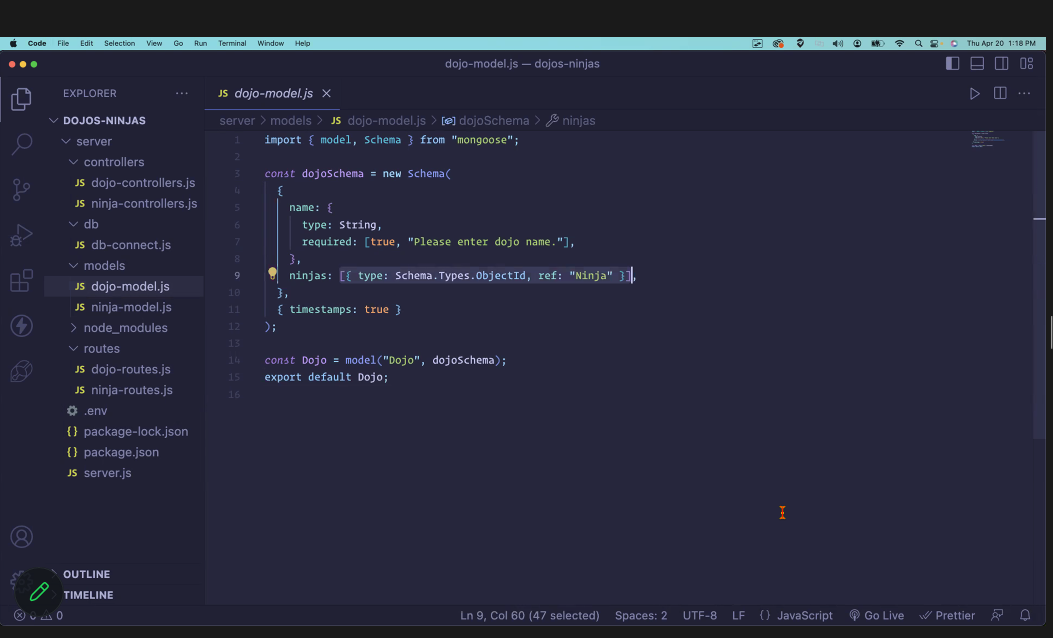 Code File Edit Selection View Go Run Terminal Window Help Thu Apr 20 1:18 PM
dojo-model.js — dojos-ninjas
EXPLORER ···
JS dojo-model.js
DOJOS-NINJAS
server > models > JS dojo-model.js > dojoSchema > ninjas
server
controllers
JS dojo-controllers.js
JS ninja-controllers.js
db
JS db-connect.js
models
JS dojo-model.js
JS ninja-model.js
node_modules
routes
JS dojo-routes.js
JS ninja-routes.js
.env
{} package-lock.json
{} package.json
JS server.js
OUTLINE
TIMELINE
1 import { model, Schema } from "mongoose";
2
3 const dojoSchema = new Schema(
4 {
5 name: {
6 type: String,
7 required: [true, "Please enter dojo name."],
8 },
9 ninjas: [{ type: Schema.Types.ObjectId, ref: "Ninja" }],
10 },
11 { timestamps: true }
12 );
13
14 const Dojo = model("Dojo", dojoSchema);
15 export default Dojo;
16
0 0 Ln 9, Col 60 (47 selected) Spaces: 2 UTF-8 LF {} JavaScript Go Live Prettier